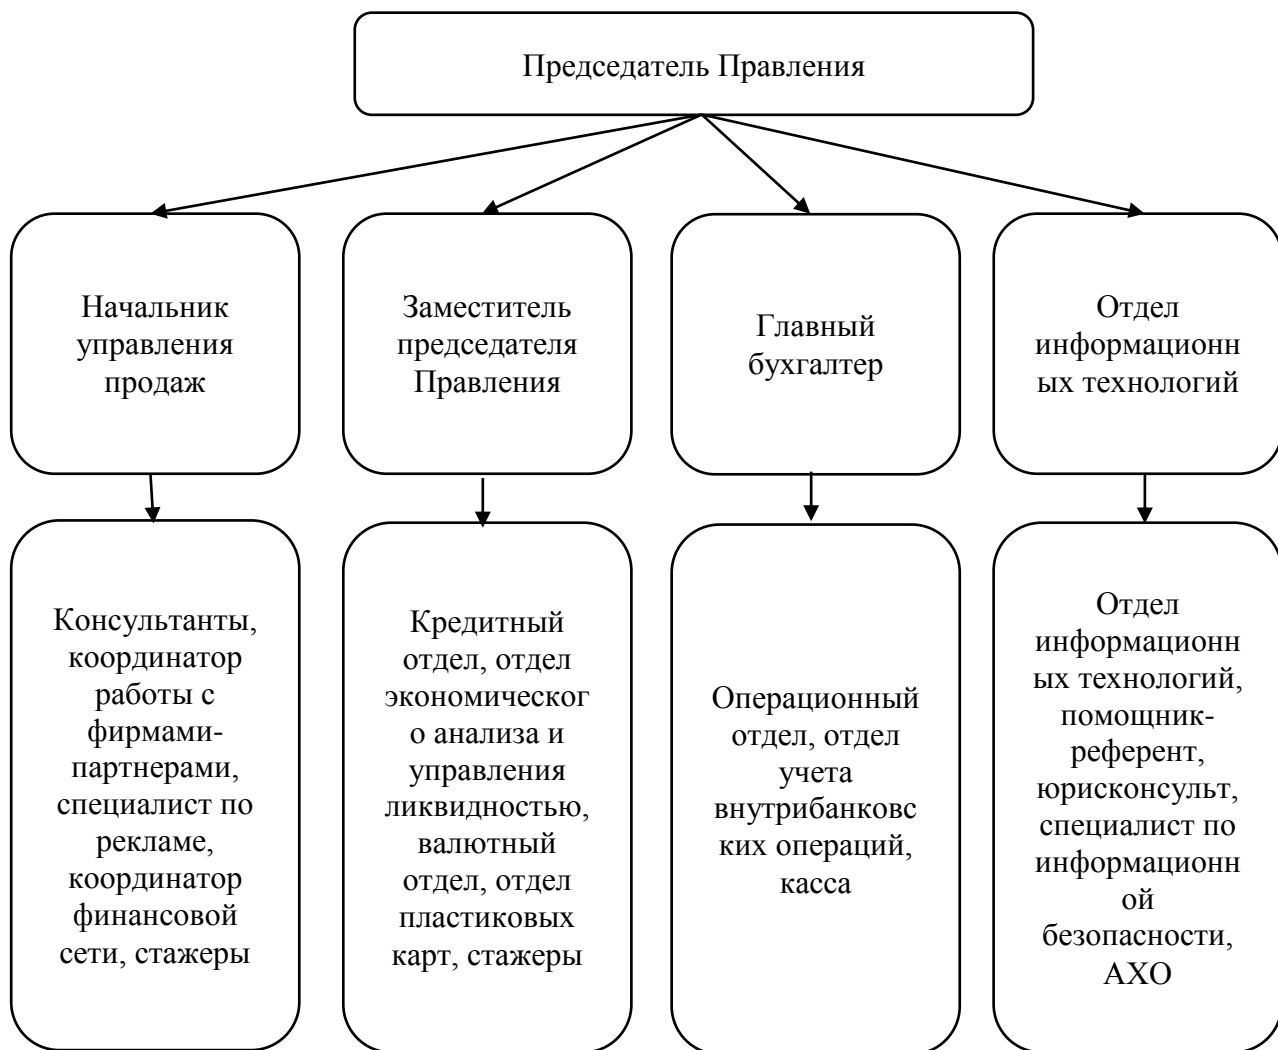 Председатель Правления
Начальник
управления
продаж
Заместитель
председателя
Правления
Главный
бухгалтер
Отдел
информационн
ых технологий
Консультанты,
координатор
работы с
фирмами-
партнерами,
специалист по
рекламе,
координатор
финансовой
сети, стажеры
Кредитный
отдел, отдел
экономическог
о анализа и
управления
ликвидностью,
валютный
отдел, отдел
пластиковых
карт, стажеры
Операционный
отдел, отдел
учета
внутрибанковс
ких операций,
касса
Отдел
информационн
ых технологий,
помощник-
референт,
юрисконсульт,
специалист по
информационн
ой
безопасности,
АХО